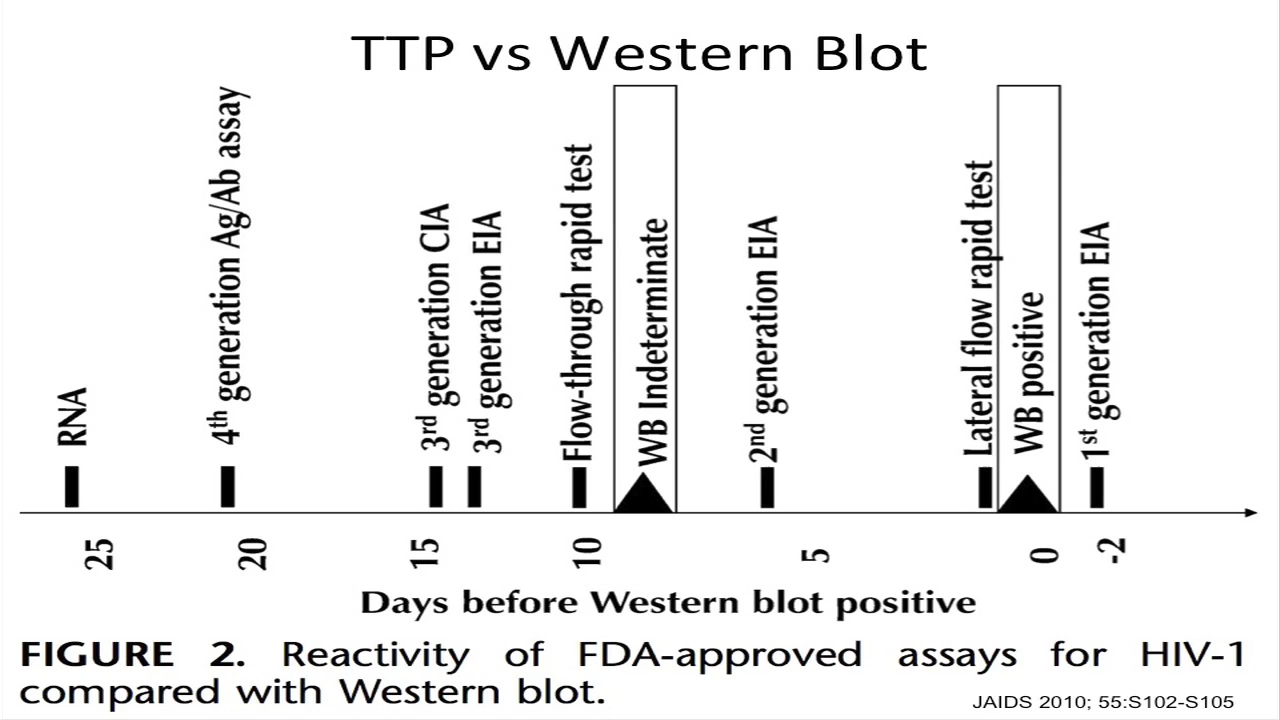 TTP vs Western Blot
RNA
4th generation Ag/Ab assay
3rd generation CIA
3rd generation EIA
Flow-through rapid test
WB Indeterminate
2nd generation EIA
Lateral flow rapid test
WB positive
1st generation EIA
25
20
15
10
5
0
-2
Days before Western blot positive
FIGURE 2. Reactivity of FDA-approved assays for HIV-1
compared with Western blot.
JAIDS 2010; 55:S102-S105